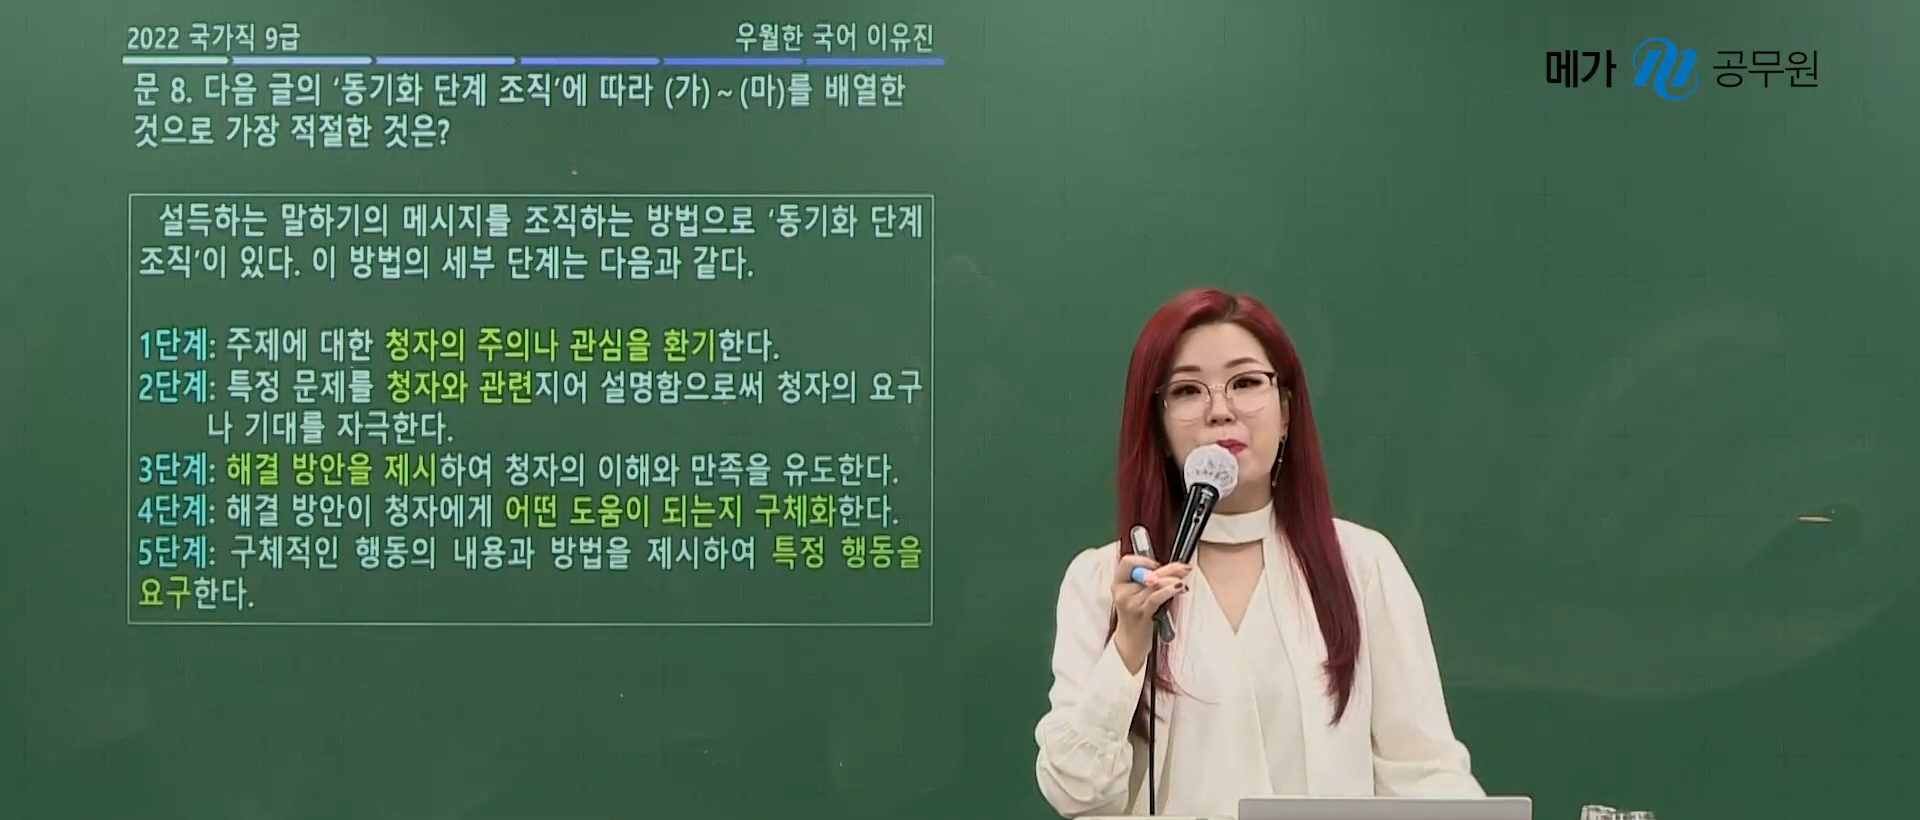 2022 국가직 9급
우월한 국어 이유진
메가 공무원
문 8. 다음 글의 '동기화 단계 조직'에 따라 (가)~(마)를 배열한
것으로 가장 적절한 것은?
설득하는 말하기의 메시지를 조직하는 방법으로 '동기화 단계
조직'이 있다. 이 방법의 세부 단계는 다음과 같다.
1단계: 주제에 대한 청자의 주의나 관심을 환기한다.
2단계: 특정 문제를 청자와 관련지어 설명함으로써 청자의 요구
나 기대를 자극한다.
3단계: 해결 방안을 제시하여 청자의 이해와 만족을 유도한다.
4단계: 해결 방안이 청자에게 어떤 도움이 되는지 구체화한다.
5단계: 구체적인 행동의 내용과 방법을 제시하여 특정 행동을
요구한다.